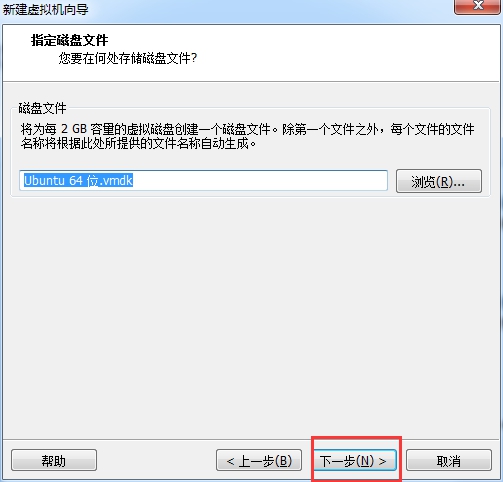 新建虚拟机向导
指定磁盘文件
您要在何处存储磁盘文件?
磁盘文件
将为每 2 GB 容量的虚拟磁盘创建一个磁盘文件。除第一个文件之外，每个文件的文件
名称将根据此处所提供的文件名称自动生成。
Ubuntu 64 位.vmdk
浏览(R)...
帮助
< 上一步(B)
下一步(N) >
取消